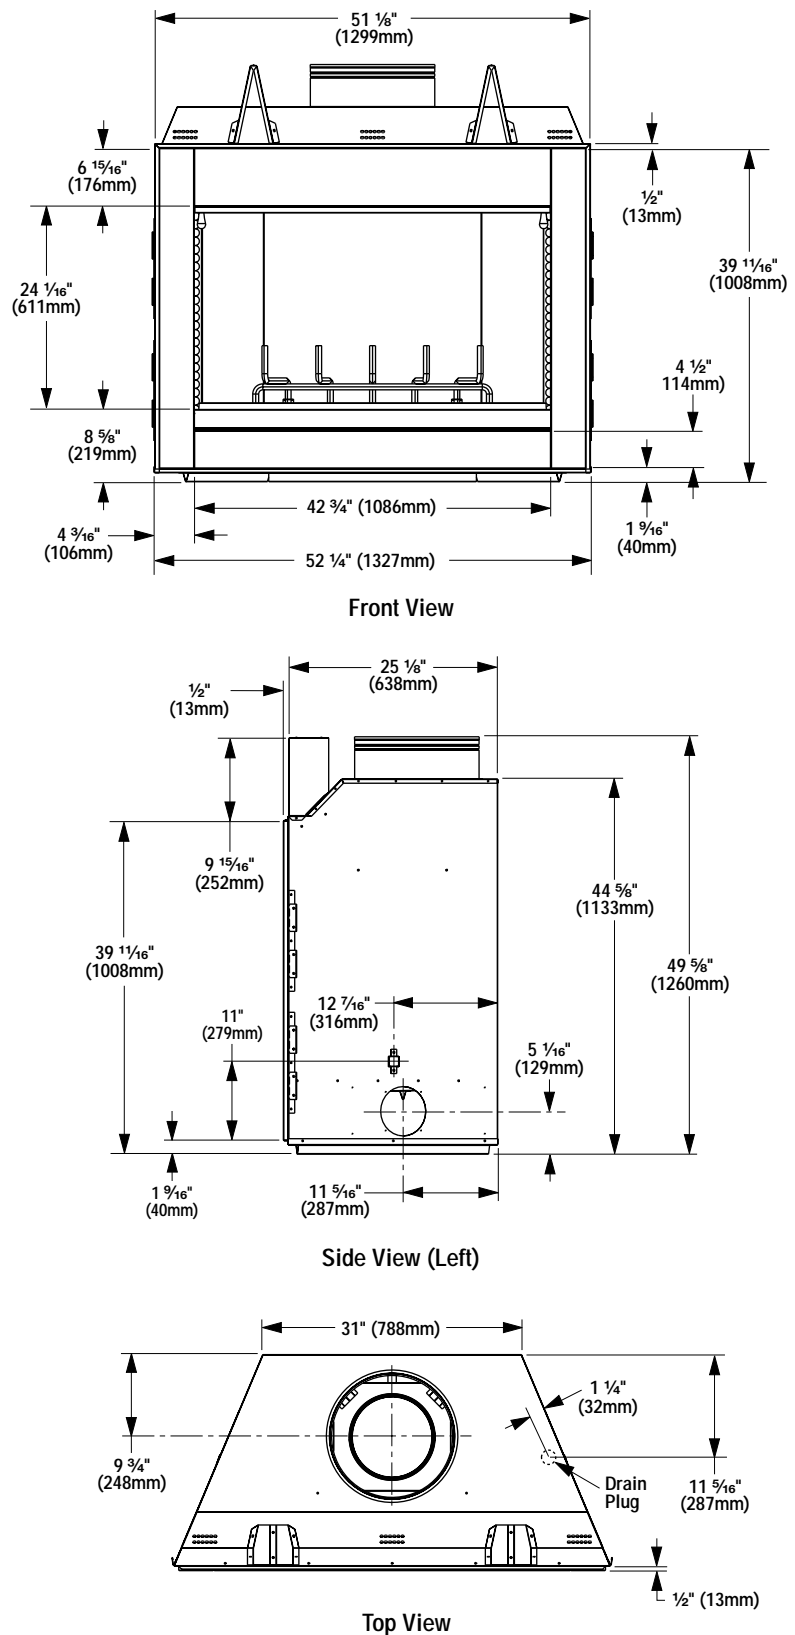 51 ⅛"
(1299mm)
6 15⁄16"
(176mm)
½"
(13mm)
39 11⁄16"
(1008mm)
24 1⁄16"
(611mm)
4 ½"
114mm)
8 ⅝"
(219mm)
42 ¾" (1086mm)
4 3⁄16"
(106mm)
1 9⁄16"
(40mm)
52 ¼" (1327mm)
Front View
25 ⅛"
(638mm)
½"
(13mm)
9 15⁄16"
(252mm)
44 ⅝"
(1133mm)
39 11⁄16"
(1008mm)
49 ⅝"
(1260mm)
12 7⁄16"
(316mm)
11"
(279mm)
5 1⁄16"
(129mm)
1 9⁄16"
(40mm)
11 5⁄16"
(287mm)
Side View (Left)
31" (788mm)
1 ¼"
(32mm)
9 ¾"
(248mm)
Drain
Plug
11 5⁄16"
(287mm)
½" (13mm)
Top View